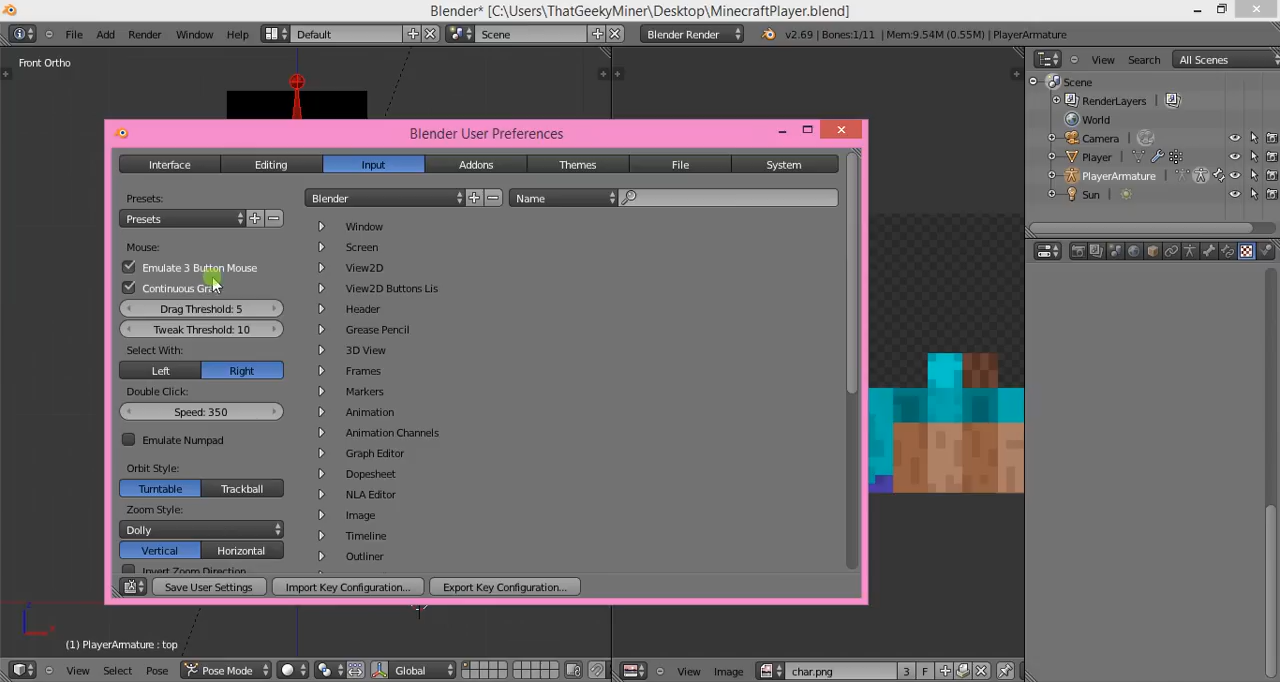 Blender* [C:\Users\ThatGeekyMiner\Desktop\MinecraftPlayer.blend]
File Add Render Window Help Default Scene Blender Render v2.69 | Bones:1/11 | Mem:9.54M (0.55M) | PlayerArmature
Front Ortho
View Search All Scenes
Scene
RenderLayers
World
Camera
Player
PlayerArmature
Sun
Blender User Preferences
Interface Editing Input Addons Themes File System
Presets:
Presets
Mouse:
Emulate 3 Button Mouse
Continuous Gra
Drag Threshold: 5
Tweak Threshold: 10
Select With:
Left Right
Double Click:
Speed: 350
Emulate Numpad
Orbit Style:
Turntable Trackball
Zoom Style:
Dolly
Vertical Horizontal
Invert Zoom Direction
Blender Name
Window
Screen
View2D
View2D Buttons Lis
Header
Grease Pencil
3D View
Frames
Markers
Animation
Animation Channels
Graph Editor
Dopesheet
NLA Editor
Image
Timeline
Outliner
Save User Settings Import Key Configuration... Export Key Configuration...
(1) PlayerArmature : top
View Select Pose Pose Mode Global
View Image char.png 3 F